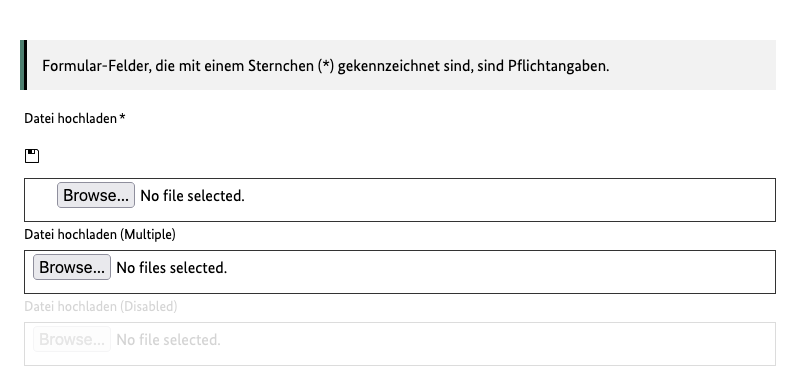 Formular-Felder, die mit einem Sternchen (*) gekennzeichnet sind, sind Pflichtangaben.
Datei hochladen *
Browse... No file selected.
Datei hochladen (Multiple)
Browse... No files selected.
Datei hochladen (Disabled)
Browse... No file selected.